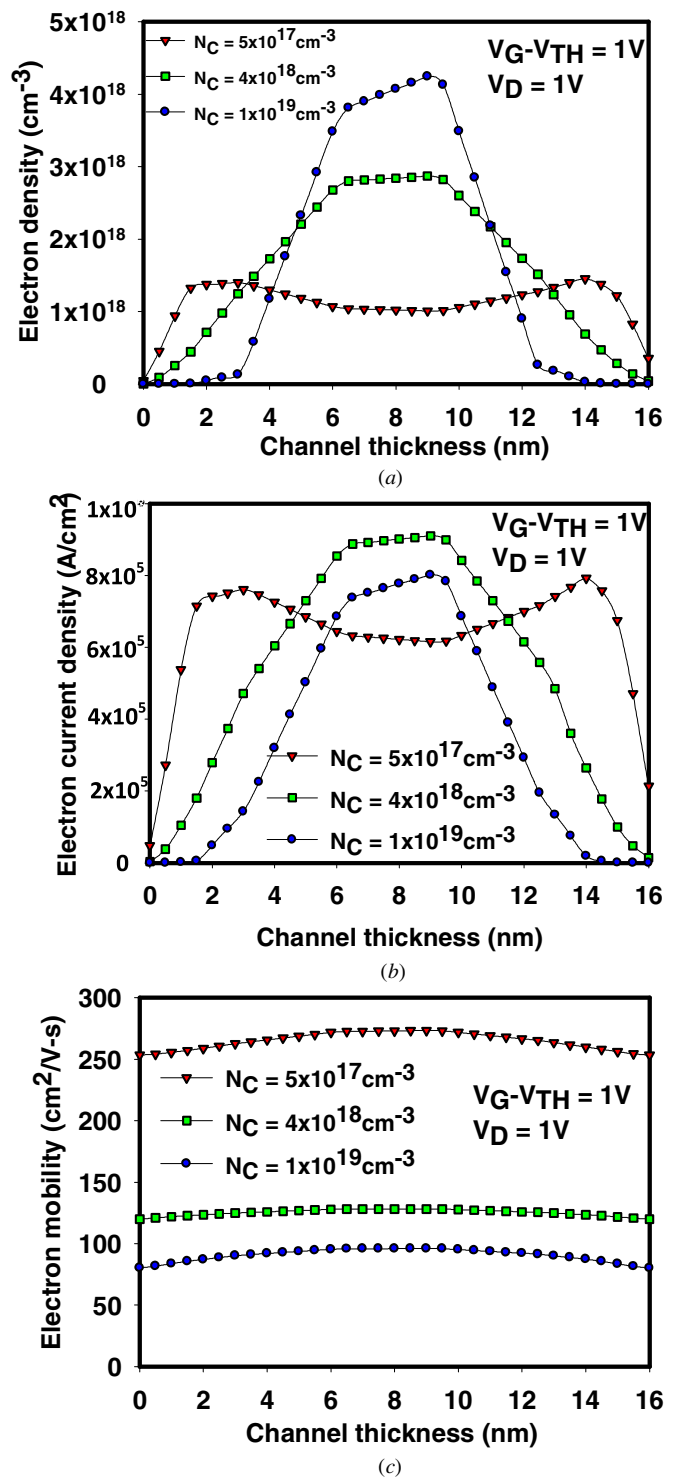 5x10^18
4x10^18
3x10^18
2x10^18
1x10^18
0
Electron density (cm^-3)
N_C = 5x10^17cm^-3
N_C = 4x10^18cm^-3
N_C = 1x10^19cm^-3
V_G-V_TH = 1V
V_D = 1V
0 2 4 6 8 10 12 14 16
Channel thickness (nm)
(a)
8x10^5
6x10^5
4x10^5
2x10^5
0
Electron current density (A/cm^2)
V_G-V_TH = 1V
V_D = 1V
N_C = 5x10^17cm^-3
N_C = 4x10^18cm^-3
N_C = 1x10^19cm^-3
0 2 4 6 8 10 12 14 16
Channel thickness (nm)
(b)
300
250
200
150
100
50
0
Electron mobility (cm^2/V-s)
N_C = 5x10^17cm^-3
N_C = 4x10^18cm^-3
N_C = 1x10^19cm^-3
V_G-V_TH = 1V
V_D = 1V
0 2 4 6 8 10 12 14 16
Channel thickness (nm)
(c)